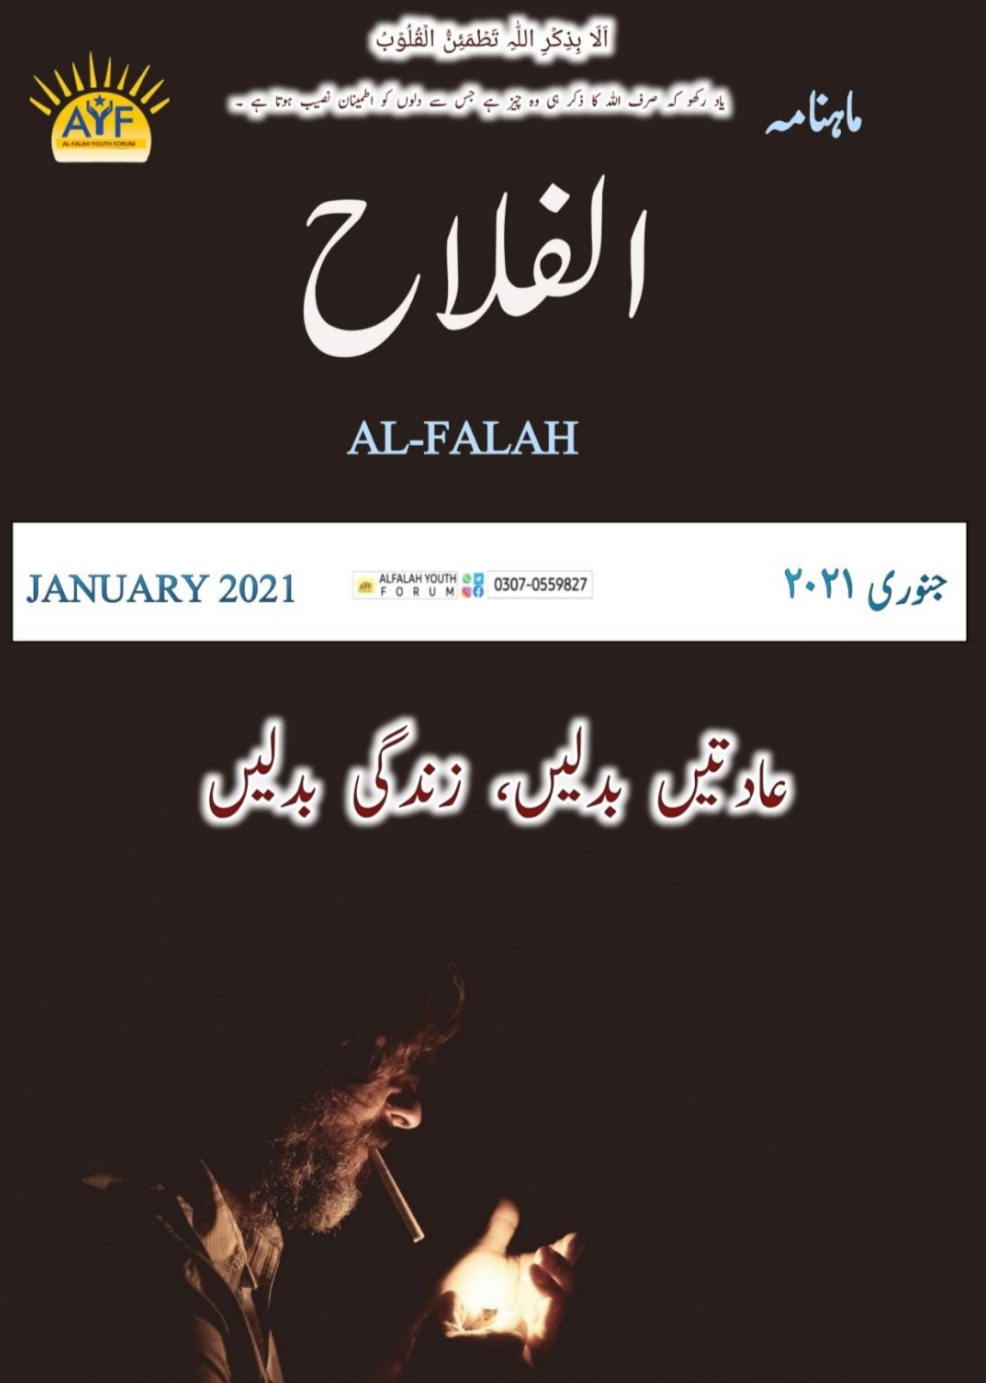 اَلَا بِذِكْرِ اللّٰهِ تَطْمَئِنُّ الْقُلُوْبُ
یاد رکھو کہ صرف اللہ کا ذکر ہی وہ چیز ہے جس سے دلوں کو اطمینان نصیب ہوتا ہے ۔
ماہنامہ
AYF
AL-FALAH YOUTH FORUM
الفلاح
AL-FALAH
جنوری ۲۰۲۱
ALFALAH YOUTH
FORUM
0307-0559827
JANUARY 2021
عادتیں بدلیں، زندگی بدلیں